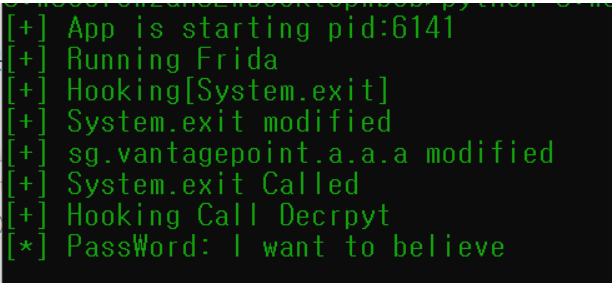 [+] App is starting pid:6141
[+] Running Frida
[+] Hooking[System.exit]
[+] System.exit modified
[+] sg.vantagepoint.a.a.a modified
[+] System.exit Called
[+] Hooking Call Decrpyt
[*] PassWord: I want to believe